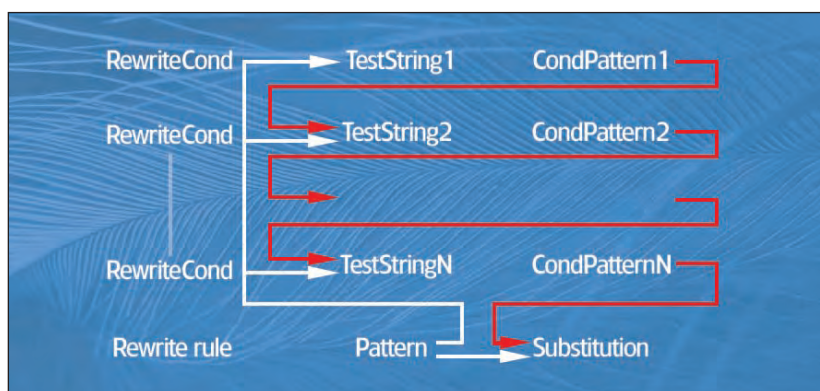 RewriteCond TestString1 CondPattern1
RewriteCond TestString2 CondPattern2
RewriteCond TestStringN CondPatternN
Rewrite rule Pattern Substitution